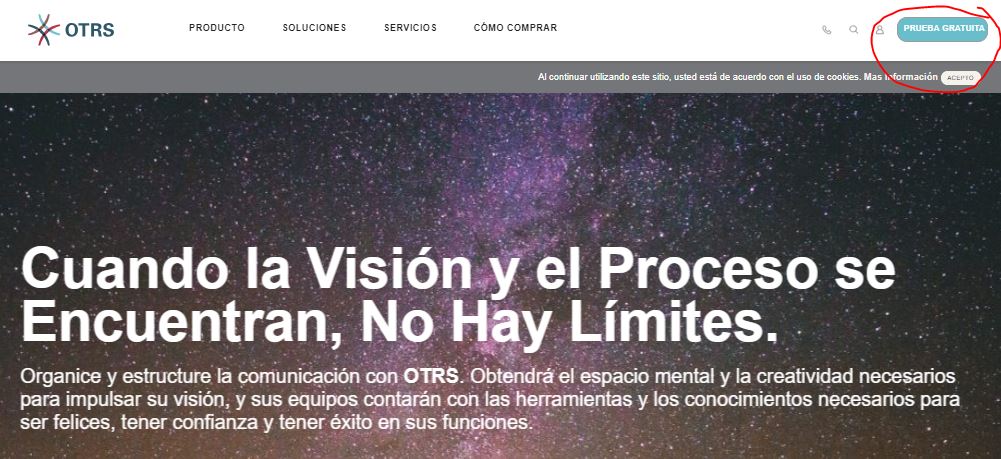 OTRS
PRODUCTO SOLUCIONES SERVICIOS CÓMO COMPRAR
PRUEBA GRATUITA
Al continuar utilizando este sitio, usted está de acuerdo con el uso de cookies. Mas información ACEPTO
Cuando la Visión y el Proceso se
Encuentran, No Hay Límites.
Organice y estructure la comunicación con OTRS. Obtendrá el espacio mental y la creatividad necesarios
para impulsar su visión, y sus equipos contarán con las herramientas y los conocimientos necesarios para
ser felices, tener confianza y tener éxito en sus funciones.